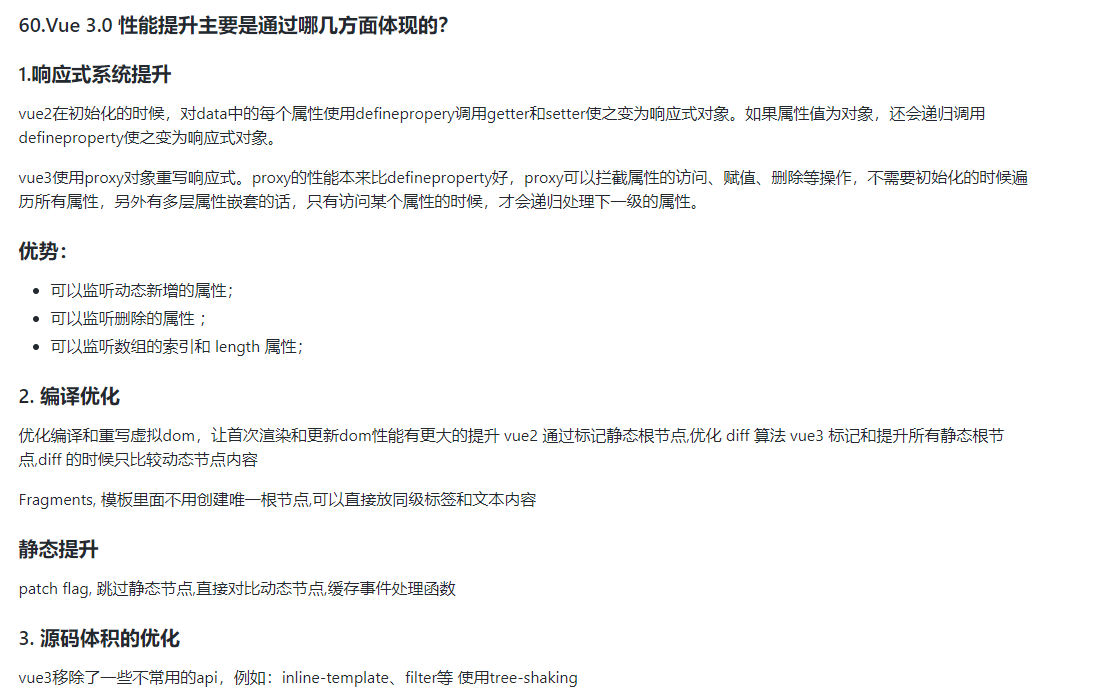 60.Vue 3.0 性能提升主要是通过哪几方面体现的？
1.响应式系统提升
vue2在初始化的时候，对data中的每个属性使用definepropery调用getter和setter使之变为响应式对象。如果属性值为对象，还会递归调用
defineproperty使之变为响应式对象。
vue3使用proxy对象重写响应式。proxy的性能本来比defineproperty好，proxy可以拦截属性的访问、赋值、删除等操作，不需要初始化的时候遍
历所有属性，另外有多层属性嵌套的话，只有访问某个属性的时候，才会递归处理下一级的属性。
优势：
• 可以监听动态新增的属性；
• 可以监听删除的属性 ；
• 可以监听数组的索引和 length 属性；
2. 编译优化
优化编译和重写虚拟dom，让首次渲染和更新dom性能有更大的提升 vue2 通过标记静态根节点,优化 diff 算法 vue3 标记和提升所有静态根节
点,diff 的时候只比较动态节点内容
Fragments, 模板里面不用创建唯一根节点,可以直接放同级标签和文本内容
静态提升
patch flag, 跳过静态节点,直接对比动态节点,缓存事件处理函数
3. 源码体积的优化
vue3移除了一些不常用的api，例如：inline-template、filter等 使用tree-shaking